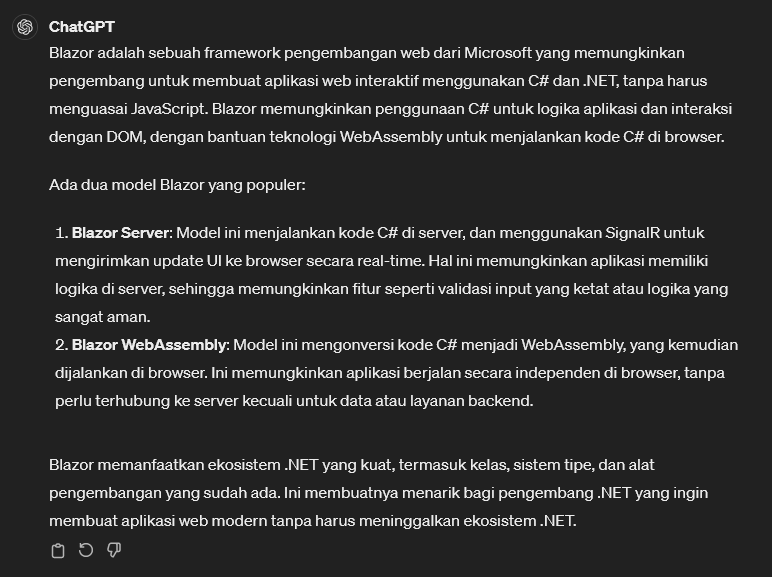 ChatGPT
Blazor adalah sebuah framework pengembangan web dari Microsoft yang memungkinkan
pengembang untuk membuat aplikasi web interaktif menggunakan C# dan .NET, tanpa harus
menguasai JavaScript. Blazor memungkinkan penggunaan C# untuk logika aplikasi dan interaksi
dengan DOM, dengan bantuan teknologi WebAssembly untuk menjalankan kode C# di browser.
Ada dua model Blazor yang populer:
1. Blazor Server: Model ini menjalankan kode C# di server, dan menggunakan SignalR untuk
mengirimkan update UI ke browser secara real-time. Hal ini memungkinkan aplikasi memiliki
logika di server, sehingga memungkinkan fitur seperti validasi input yang ketat atau logika yang
sangat aman.
2. Blazor WebAssembly: Model ini mengonversi kode C# menjadi WebAssembly, yang kemudian
dijalankan di browser. Ini memungkinkan aplikasi berjalan secara independen di browser, tanpa
perlu terhubung ke server kecuali untuk data atau layanan backend.
Blazor memanfaatkan ekosistem .NET yang kuat, termasuk kelas, sistem tipe, dan alat
pengembangan yang sudah ada. Ini membuatnya menarik bagi pengembang .NET yang ingin
membuat aplikasi web modern tanpa harus meninggalkan ekosistem .NET.